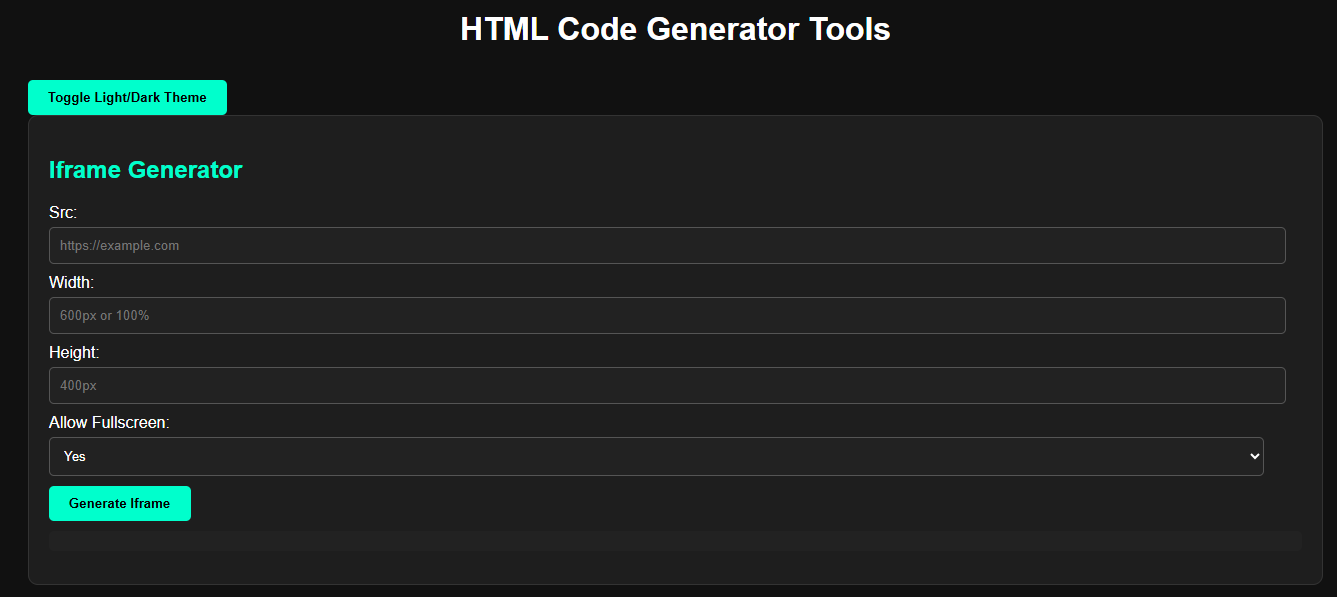 HTML Code Generator Tools
Toggle Light/Dark Theme
Iframe Generator
Src:
https://example.com
Width:
600px or 100%
Height:
400px
Allow Fullscreen:
Yes
Generate Iframe